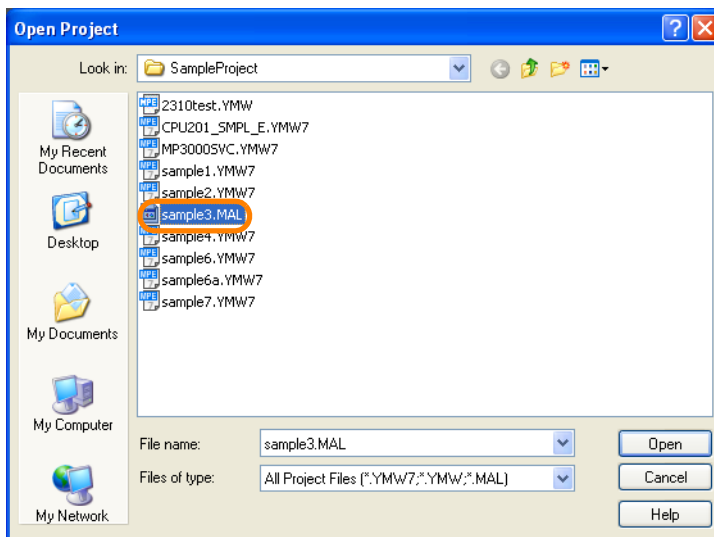 Open Project
Look in: SampleProject
2310test.YMW
CPU201_SMPL_E.YMW7
MP3000SVC.YMW7
sample1.YMW7
sample2.YMW7
sample3.MAL
sample4.YMW7
sample6.YMW7
sample6a.YMW7
sample7.YMW7
My Recent
Documents
Desktop
My Documents
My Computer
My Network
File name: sample3.MAL Open
Files of type: All Project Files (*.YMW7;*.YMW;*.MAL) Cancel
Help